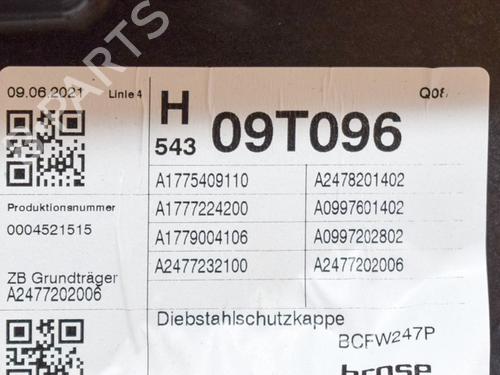 PARTS
09.06.2021 Linie 4
H 543 09T096
Produktionsnummer
0004521515
A1775409110 A2478201402
A1777224200 A0997601402
A1779004106 A0997202802
A2477232100 A2477202006
ZB Grundträger
A2477202006
Diebstahlschutzkappe
BCFW247P
brose